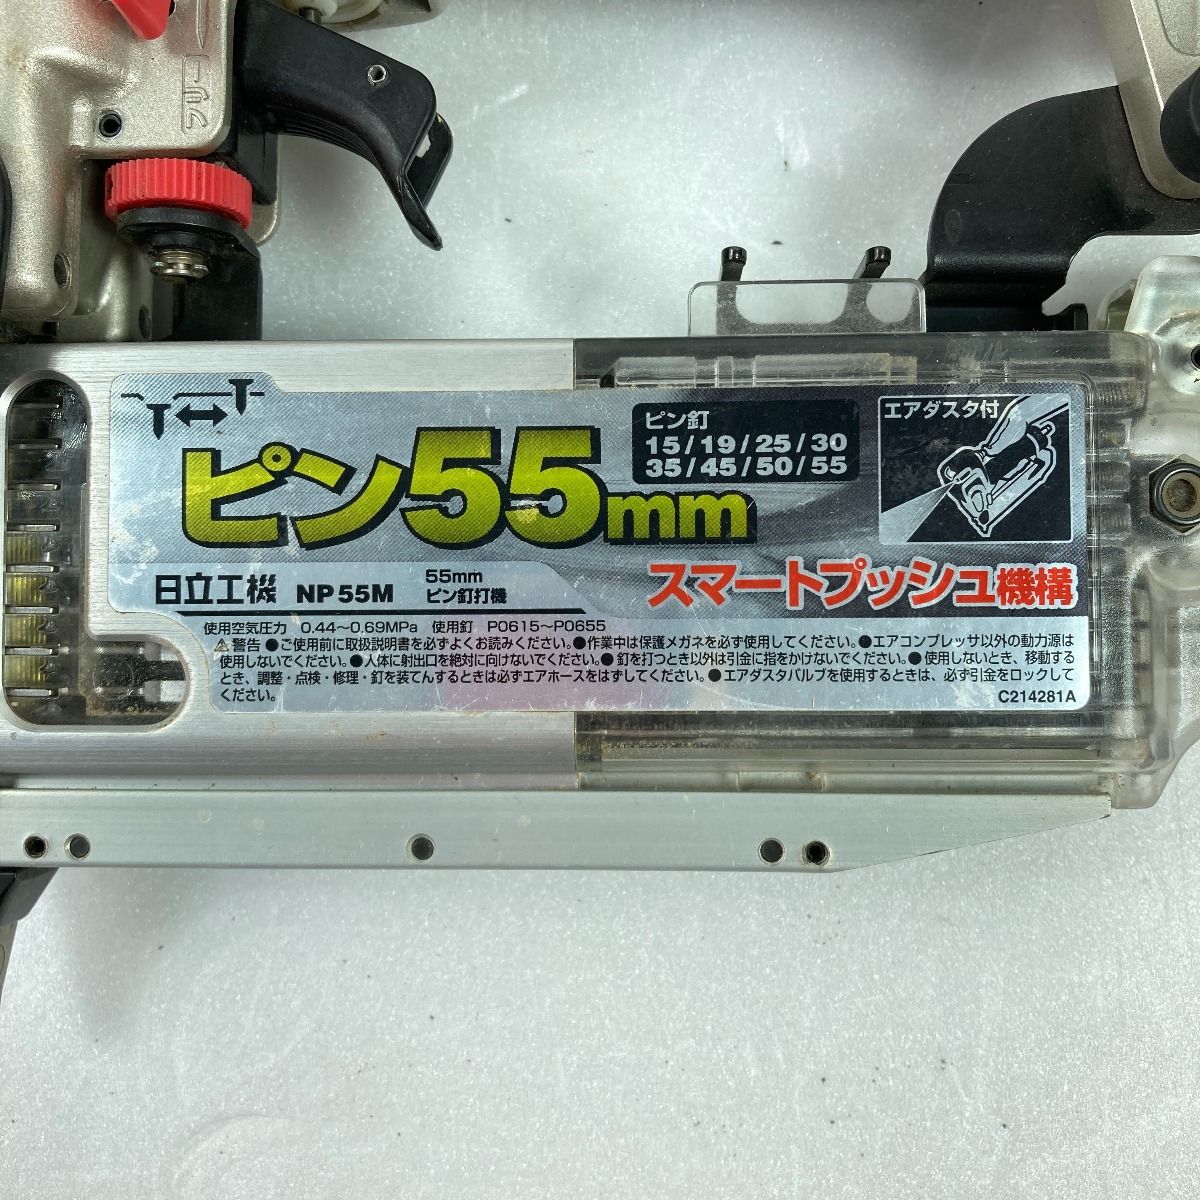 フリー
ピン55mm
ピン釘
15/19/25/30
35/45/50/55
エアダスタ付
日立工機 NP55M 55mm ピン釘打機
スマートプッシュ機構
使用空気圧力 0.44〜0.69MPa 使用釘 P0615〜P0655
⚠警告 ●ご使用前に取扱説明書を必ずよくお読みください。●作業中は保護メガネを必ず使用してください。●エアコンプレッサ以外の動力源は
使用しないでください。●人体に射出口を絶対に向けないでください。●釘を打つとき以外は引金に指をかけないでください。●使用しないとき、移動する
とき、調整・点検・修理・釘を装てんするときは必ずエアホースをはずしてください。●エアダスタバルブを使用するときは、必ず引金をロックして
ください。
C214281A